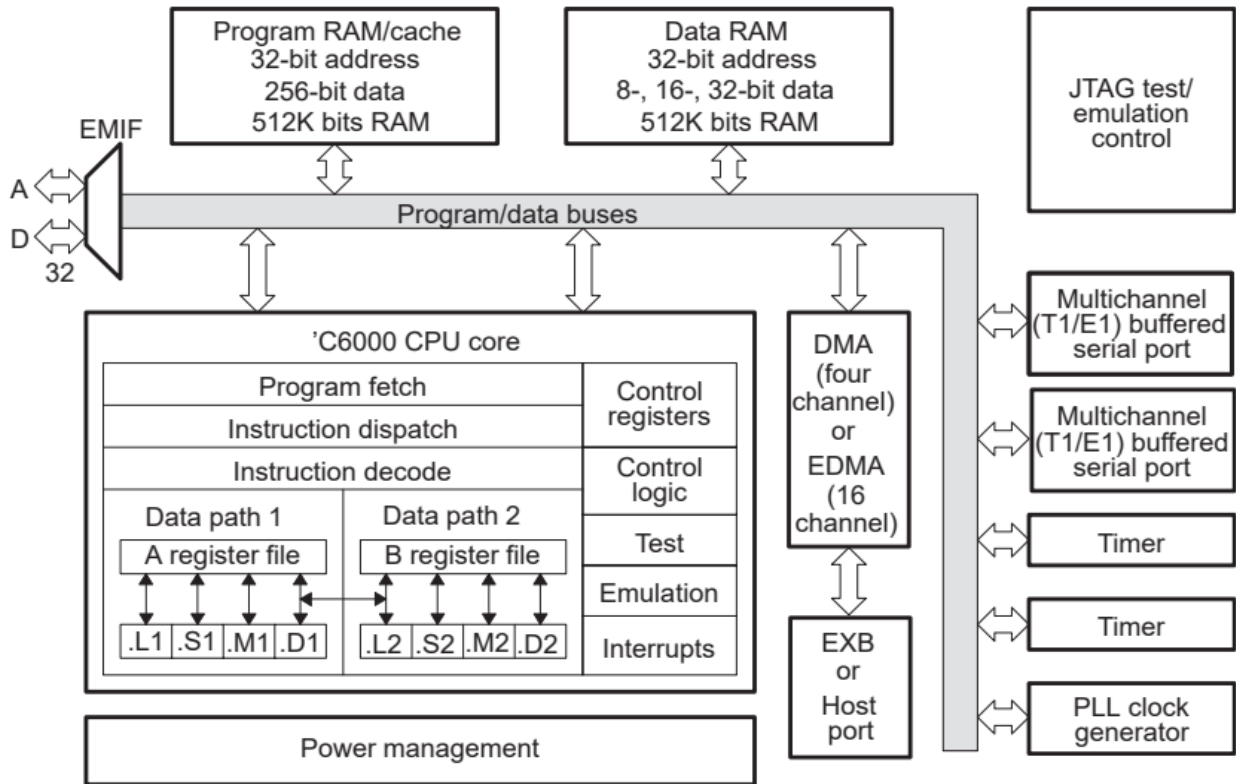 Program RAM/cache
32-bit address
256-bit data
512K bits RAM
Data RAM
32-bit address
8-, 16-, 32-bit data
512K bits RAM
JTAG test/
emulation
control
EMIF
A
D
32
Program/data buses
'C6000 CPU core
Program fetch
Instruction dispatch
Instruction decode
Data path 1
A register file
.L1 .S1 .M1 .D1
Data path 2
B register file
.L2 .S2 .M2 .D2
Control
registers
Control
logic
Test
Emulation
Interrupts
DMA
(four
channel)
or
EDMA
(16
channel)
EXB
or
Host
port
Multichannel
(T1/E1) buffered
serial port
Multichannel
(T1/E1) buffered
serial port
Timer
Timer
PLL clock
generator
Power management